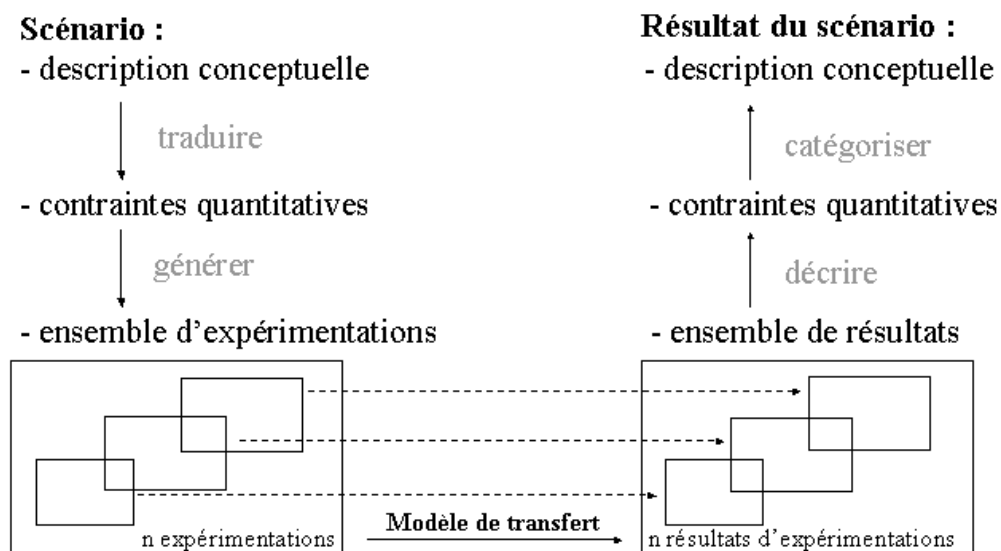 Scénario :
- description conceptuelle
traduire
- contraintes quantitatives
générer
- ensemble d'expérimentations
n expérimentations
Modèle de transfert
Résultat du scénario :
- description conceptuelle
catégoriser
- contraintes quantitatives
décrire
- ensemble de résultats
n résultats d'expérimentations